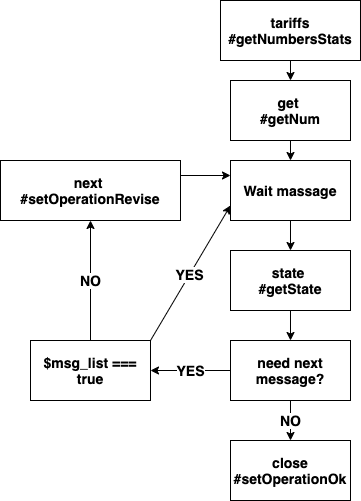 tariffs
#getNumbersStats
get
#getNum
next
#setOperationRevise
Wait massage
YES
NO
state
#getState
$msg_list ===
true
YES
need next
message?
NO
close
#setOperationOk